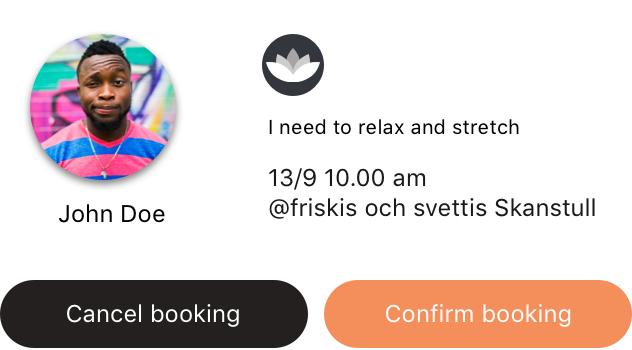 I need to relax and stretch
13/9 10.00 am
@friskis och svettis Skanstull
John Doe
Cancel booking
Confirm booking